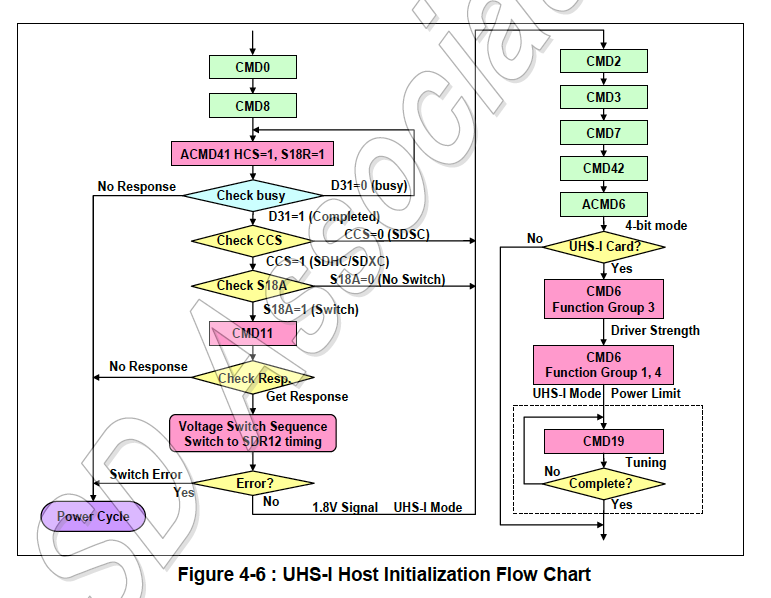 CMD0
CMD8
ACMD41 HCS=1, S18R=1
No Response
Check busy
D31=0 (busy)
D31=1 (Completed)
Check CCS
CCS=0 (SDSC)
CCS=1 (SDHC/SDXC)
Check S18A
S18A=0 (No Switch)
S18A=1 (Switch)
CMD11
No Response
Check Resp.
Get Response
Voltage Switch Sequence
Switch to SDR12 timing
Switch Error
Error?
Yes
No
Power Cycle
1.8V Signal UHS-I Mode
CMD2
CMD3
CMD7
CMD42
ACMD6
4-bit mode
No
UHS-I Card?
Yes
CMD6
Function Group 3
Driver Strength
CMD6
Function Group 1, 4
UHS-I Mode Power Limit
CMD19
Tuning
No
Complete?
Yes
Figure 4-6 : UHS-I Host Initialization Flow Chart
SD Associa